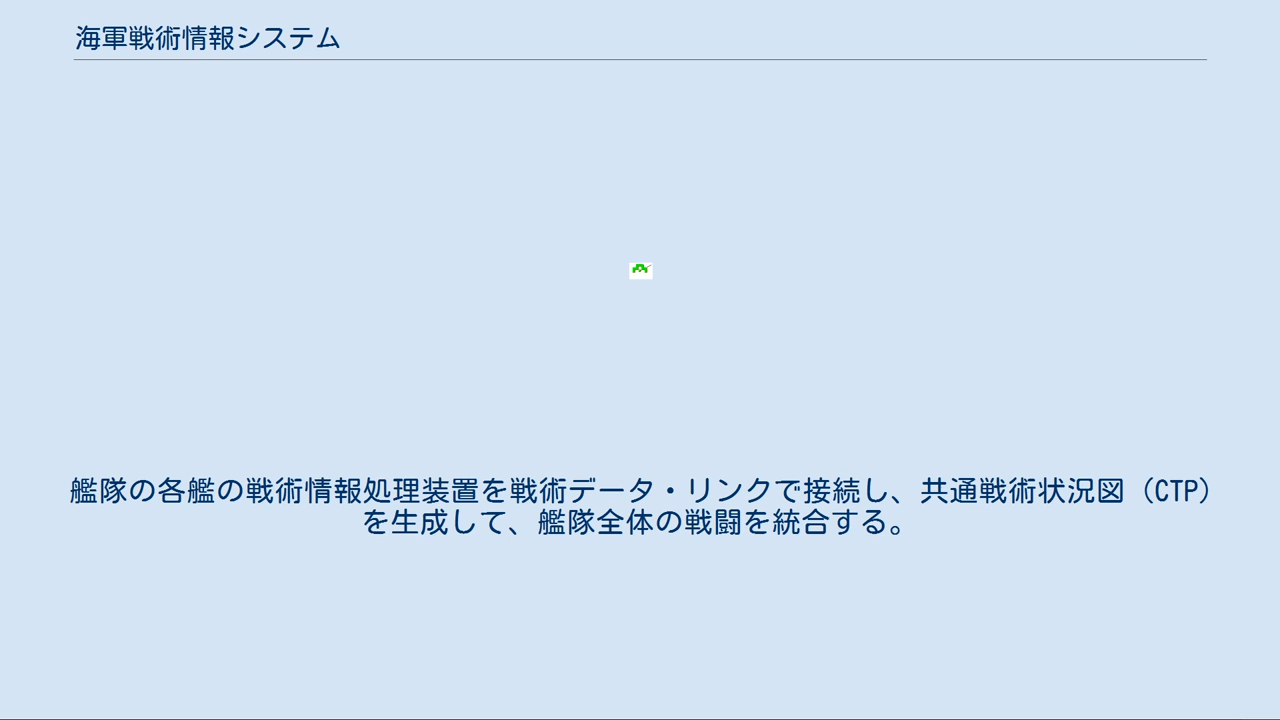 海軍戦術情報システム
艦隊の各艦の戦術情報処理装置を戦術データ・リンクで接続し、共通戦術状況図（CTP）
を生成して、艦隊全体の戦闘を統合する。